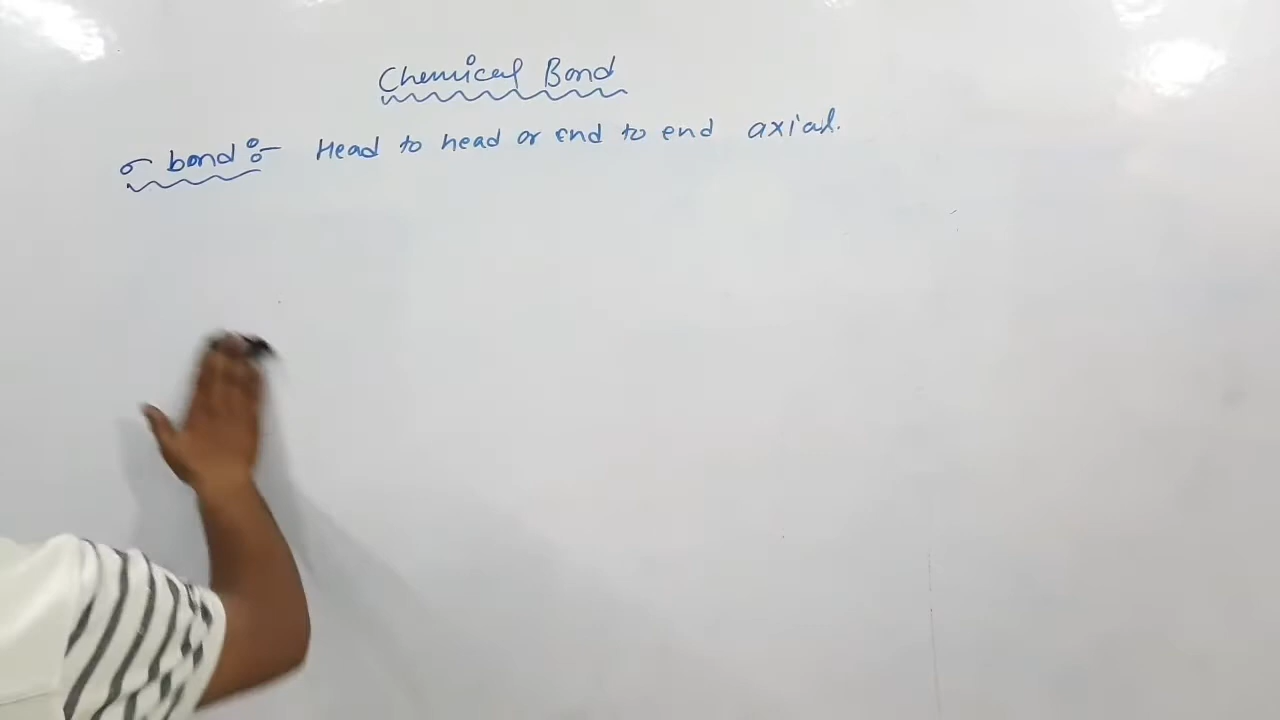 Chemical Bond
σ bond :- Head to head or end to end axial.